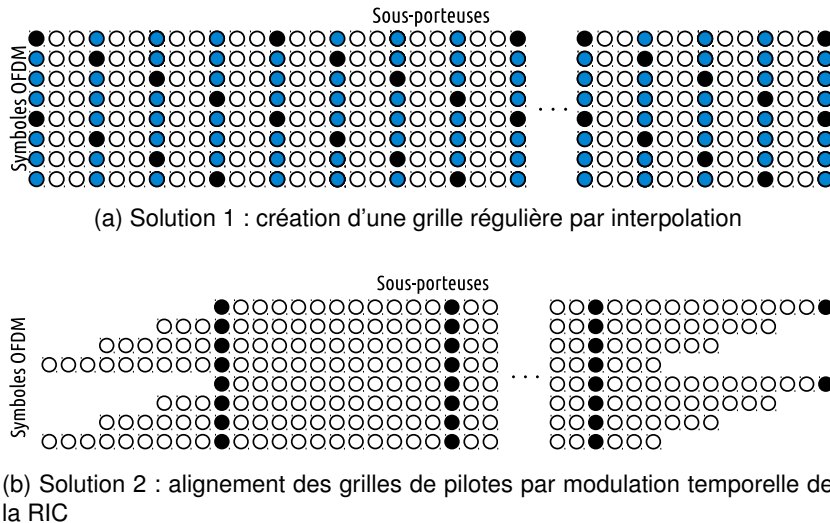 Sous-porteuses
Symboles OFDM
. . .
(a) Solution 1 : création d'une grille régulière par interpolation
Sous-porteuses
Symboles OFDM
. . .
(b) Solution 2 : alignement des grilles de pilotes par modulation temporelle de
la RIC